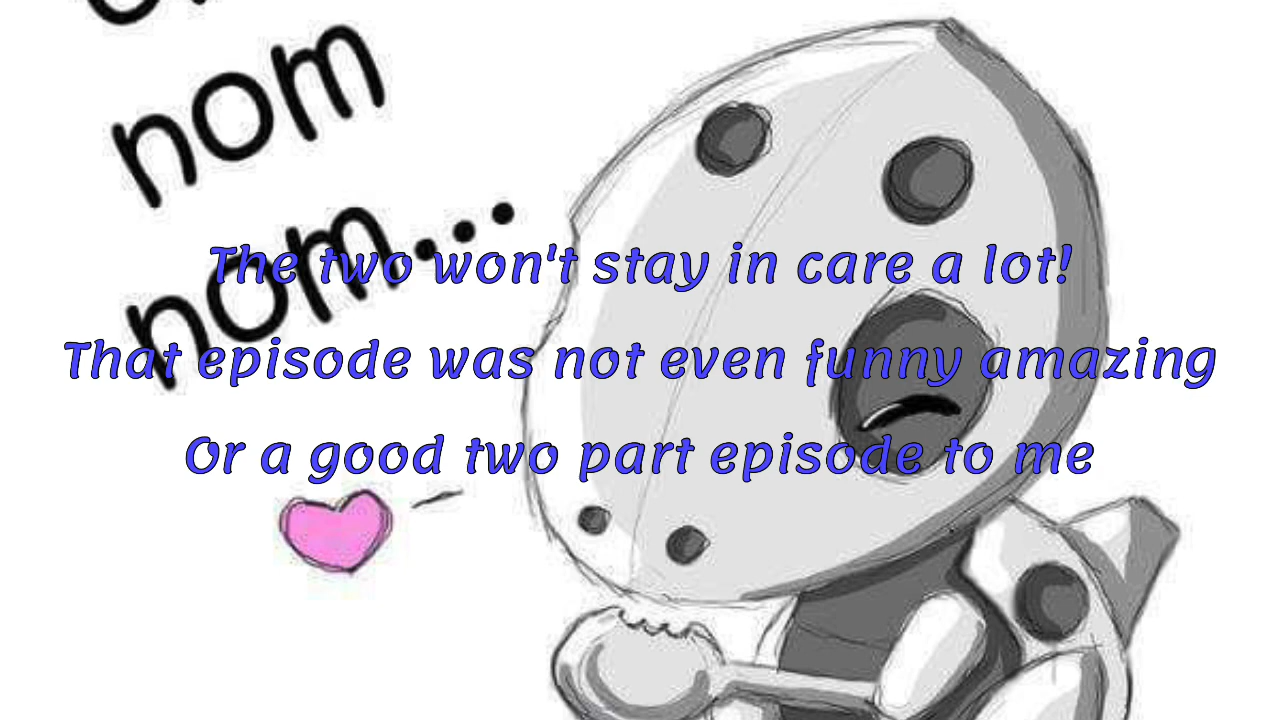 nom
nom...
The two won't stay in care a lot!
That episode was not even funny amazing
Or a good two part episode to me